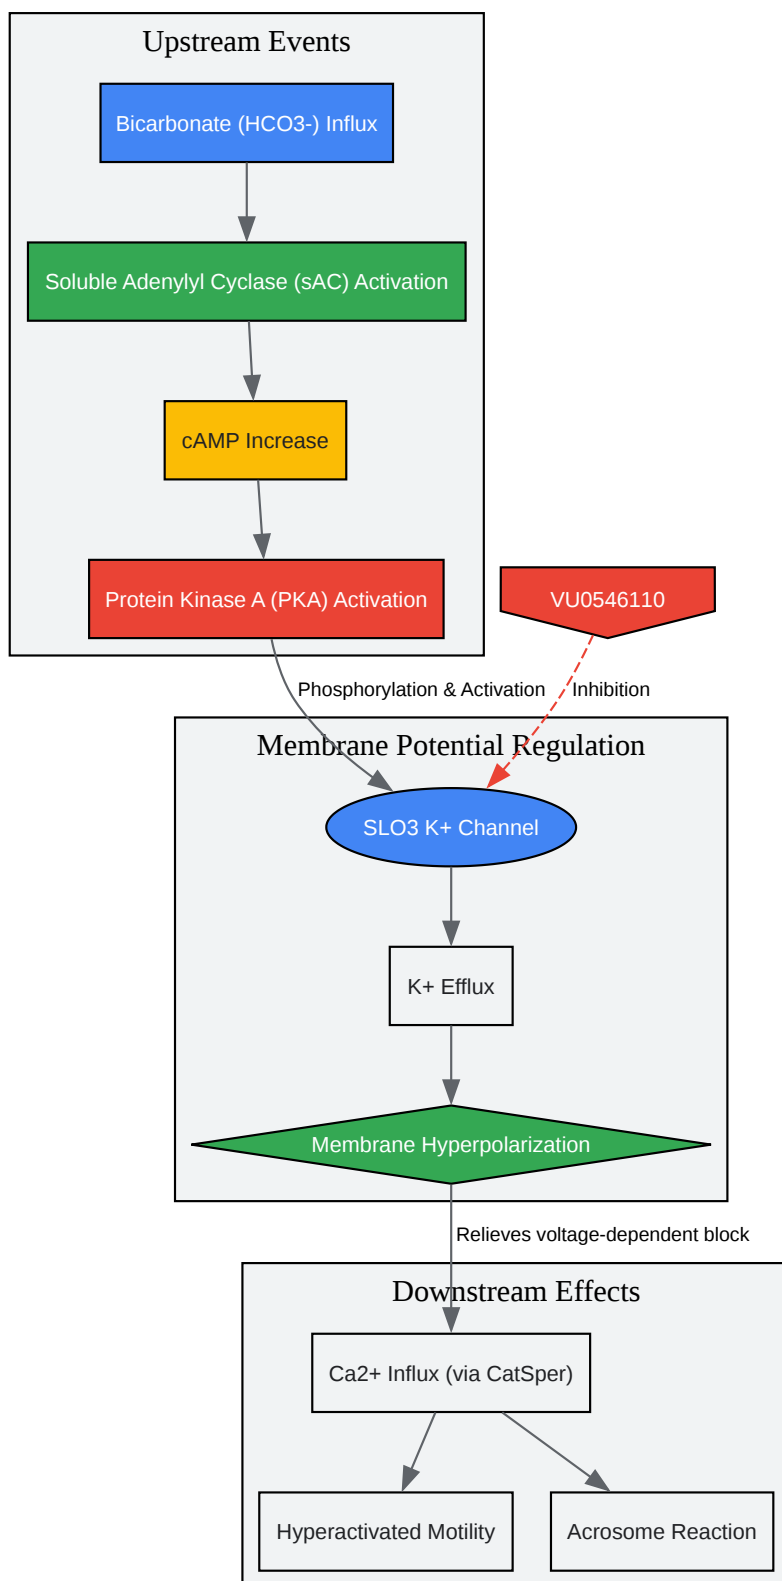 Upstream Events
Bicarbonate (HCO3-) Influx
Soluble Adenylyl Cyclase (sAC) Activation
cAMP Increase
Protein Kinase A (PKA) Activation
VU0546110
Phosphorylation & Activation
Inhibition
Membrane Potential Regulation
SLO3 K+ Channel
K+ Efflux
Membrane Hyperpolarization
Relieves voltage-dependent block
Downstream Effects
Ca2+ Influx (via CatSper)
Hyperactivated Motility
Acrosome Reaction